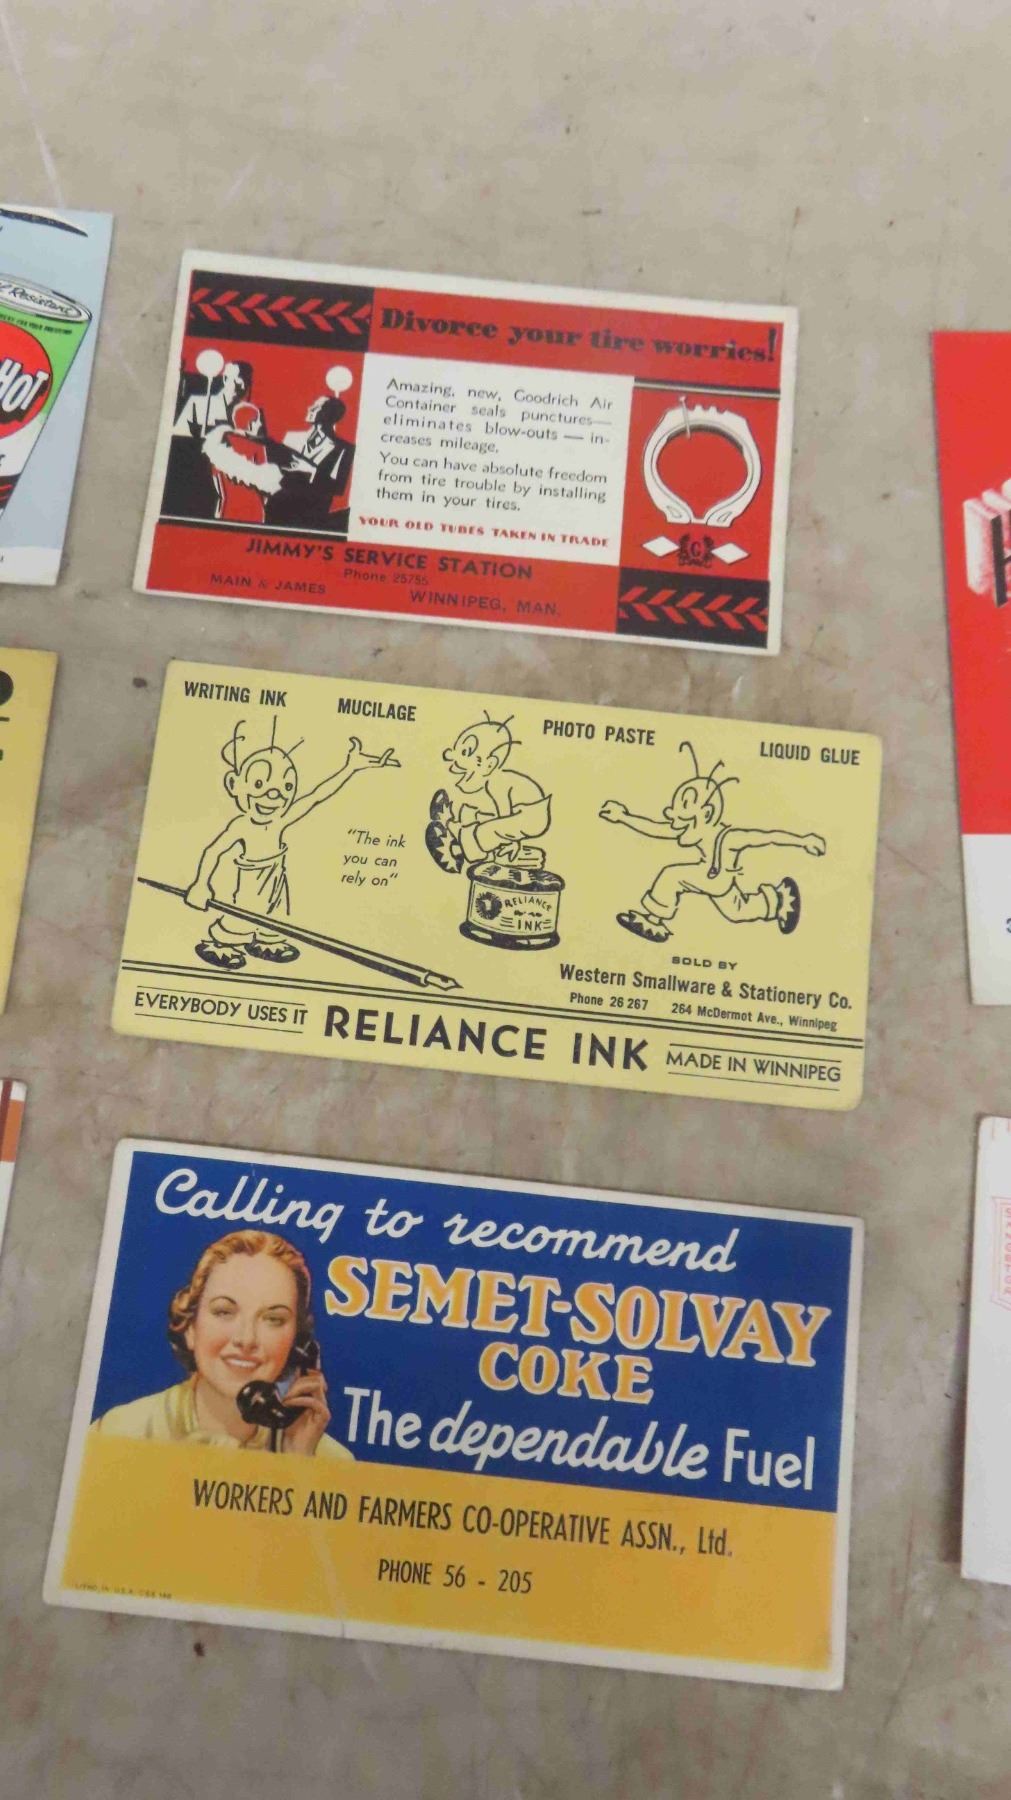 Resistant
HOT
Divorce your tire worries!
Amazing, new, Goodrich Air
Container seals punctures—
eliminates blow-outs — in-
creases mileage.
You can have absolute freedom
from tire trouble by installing
them in your tires.
YOUR OLD TUBES TAKEN IN TRADE
G
JIMMY'S SERVICE STATION
Phone 25755
MAIN & JAMES
WINNIPEG, MAN.
WRITING INK
MUCILAGE
PHOTO PASTE
LIQUID GLUE
"The ink
you can
rely on"
RELIANCE
INK
SOLD BY
Western Smallware & Stationery Co.
Phone 26 267 264 McDermot Ave., Winnipeg
EVERYBODY USES IT RELIANCE INK MADE IN WINNIPEG
Calling to recommend
SEMET-SOLVAY
COKE
The dependable Fuel
WORKERS AND FARMERS CO-OPERATIVE ASSN., Ltd.
PHONE 56 - 205
LITHO. IN U.S.A.